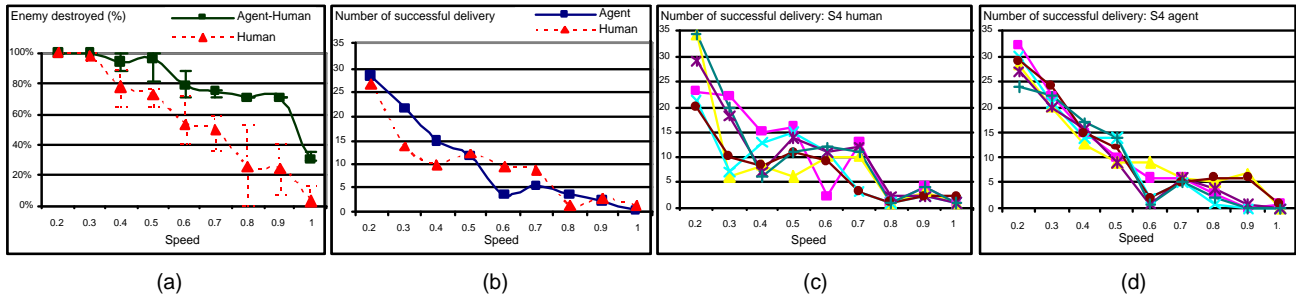 Enemy destroyed (%)
Agent-Human
Human
100%
80%
60%
40%
20%
0%
0.2 0.3 0.4 0.5 0.6 0.7 0.8 0.9 1
Speed
(a)
Number of successful delivery
Agent
Human
35
30
25
20
15
10
5
0
0.2 0.3 0.4 0.5 0.6 0.7 0.8 0.9 1.
Speed
(b)
Number of successful delivery: S4 human
35
30
25
20
15
10
5
0
0.2 0.3 0.4 0.5 0.6 0.7 0.8 0.9 1.
Speed
(c)
Number of successful delivery: S4 agent
35
30
25
20
15
10
5
0
0.2 0.3 0.4 0.5 0.6 0.7 0.8 0.9 1.
Speed
(d)